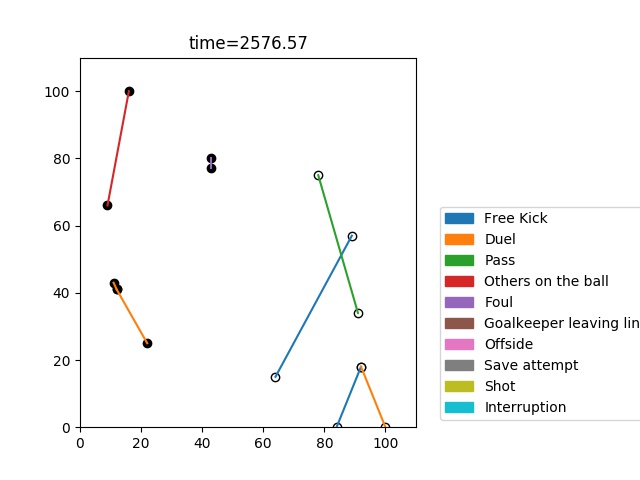 time=2576.57
100
80
60
40
20
0
0 20 40 60 80 100
Free Kick
Duel
Pass
Others on the ball
Foul
Goalkeeper leaving lin
Offside
Save attempt
Shot
Interruption